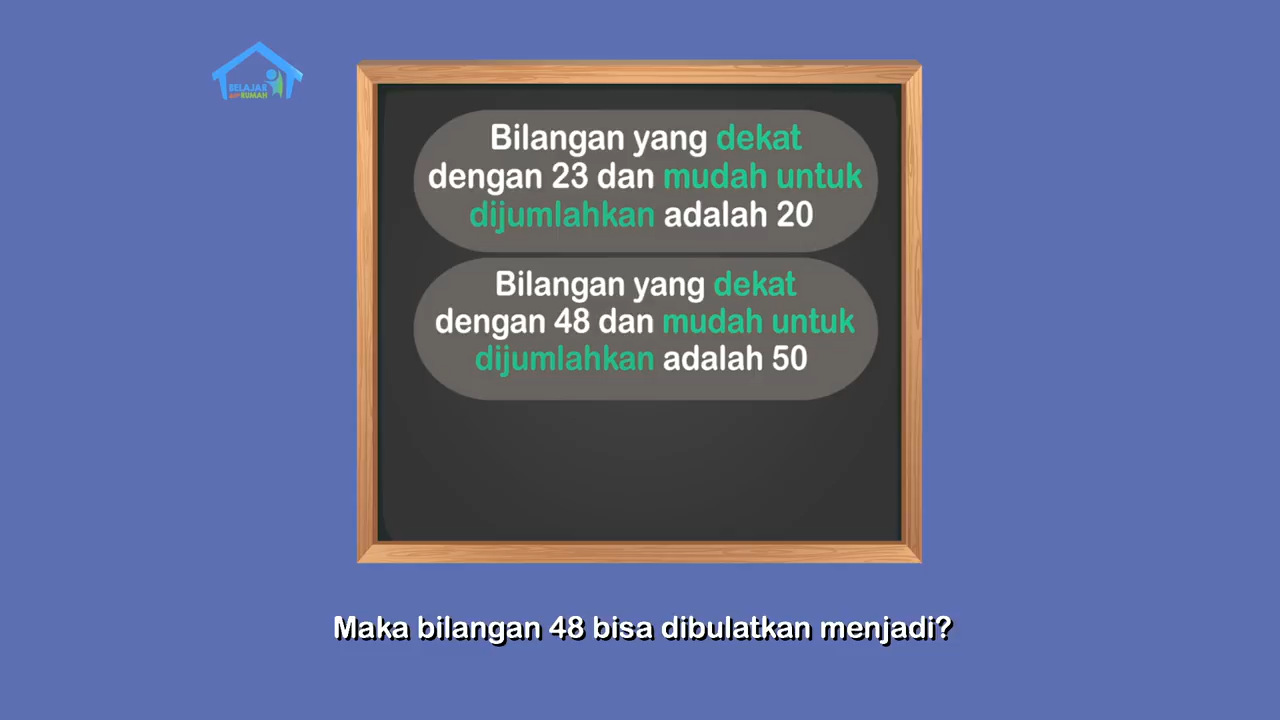 BELAJAR
dari RUMAH
Bilangan yang dekat
dengan 23 dan mudah untuk
dijumlahkan adalah 20
Bilangan yang dekat
dengan 48 dan mudah untuk
dijumlahkan adalah 50
Maka bilangan 48 bisa dibulatkan menjadi?